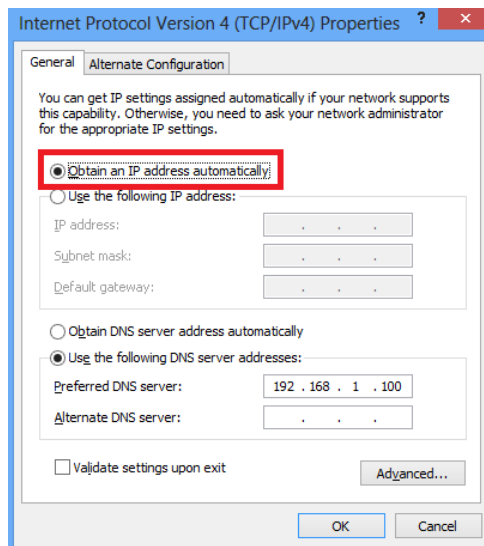 Internet Protocol Version 4 (TCP/IPv4) Properties ? ×
General Alternate Configuration
You can get IP settings assigned automatically if your network supports
this capability. Otherwise, you need to ask your network administrator
for the appropriate IP settings.
Obtain an IP address automatically
Use the following IP address:
IP address: . . .
Subnet mask: . . .
Default gateway: . . .
Obtain DNS server address automatically
Use the following DNS server addresses:
Preferred DNS server: 192 . 168 . 1 . 100
Alternate DNS server: . . .
Validate settings upon exit
Advanced...
OK Cancel